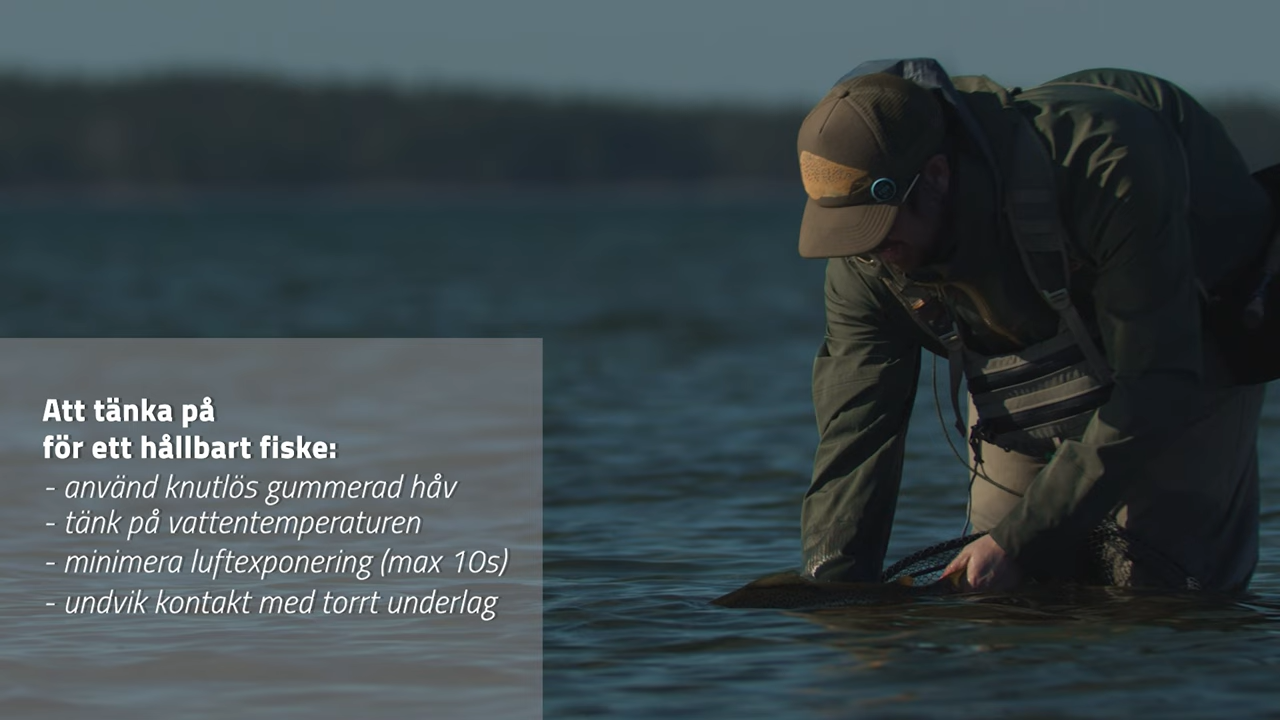 Att tänka på
för ett hållbart fiske:
- använd knutlös gummerad håv
- tänk på vattentemperaturen
- minimera luftexponering (max 10s)
- undvik kontakt med torrt underlag